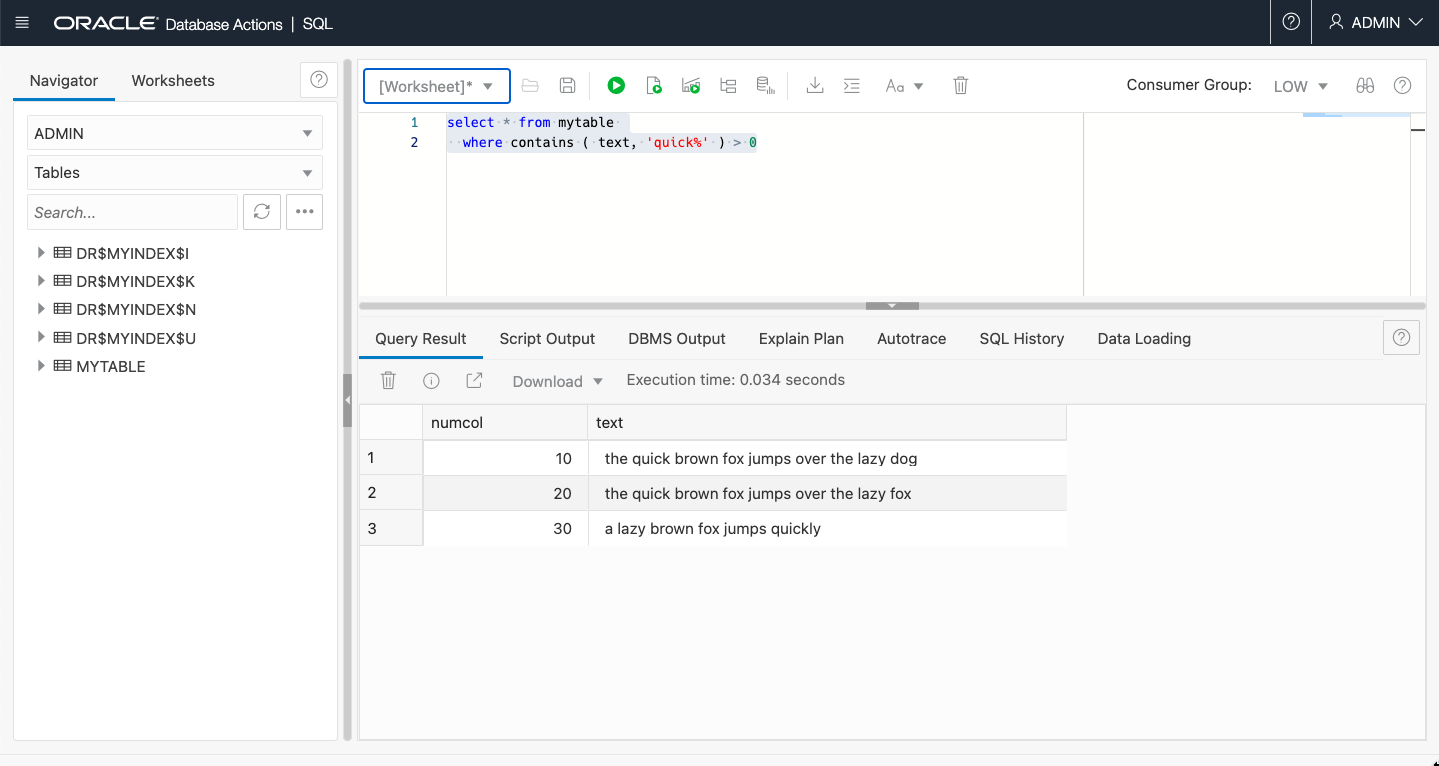 ORACLE Database Actions | SQL
ADMIN
Navigator Worksheets
ADMIN
Tables
Search...
DR$MYINDEX$I
DR$MYINDEX$K
DR$MYINDEX$N
DR$MYINDEX$U
MYTABLE
[Worksheet]*
Aa
Consumer Group: LOW
1 select * from mytable
2 where contains ( text, 'quick%' ) > 0
Query Result Script Output DBMS Output Explain Plan Autotrace SQL History Data Loading
Download Execution time: 0.034 seconds
numcol text
1 10 the quick brown fox jumps over the lazy dog
2 20 the quick brown fox jumps over the lazy fox
3 30 a lazy brown fox jumps quickly